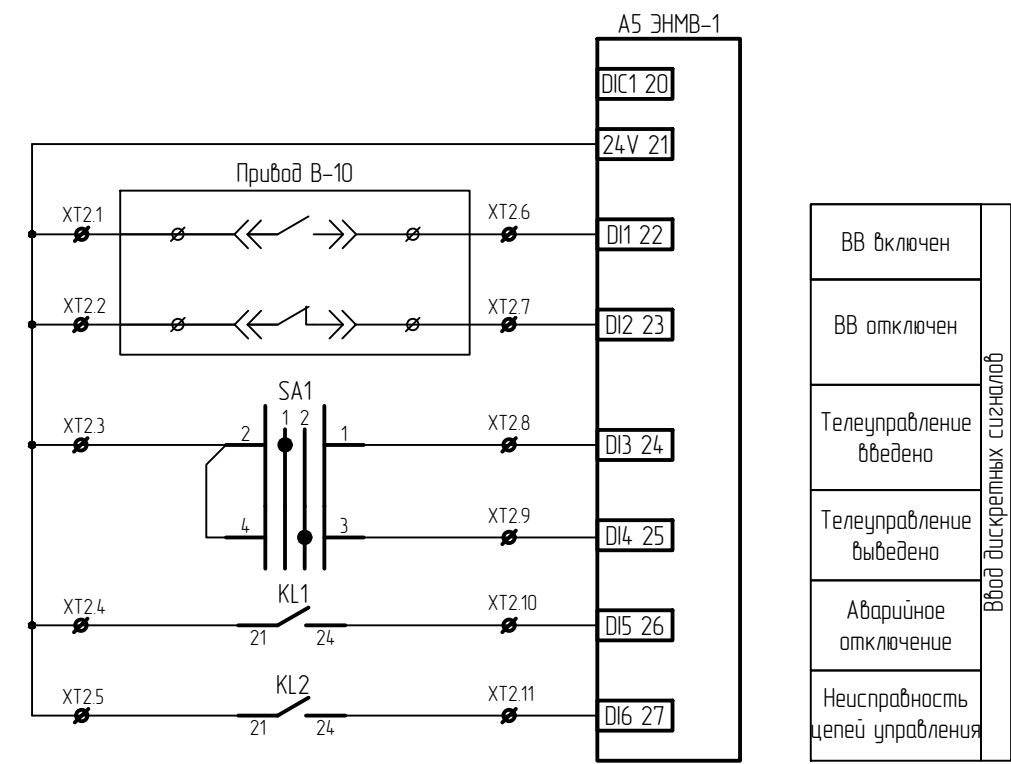 А5 ЭНМВ-1
DIC1 20
24V 21
Привод В-10
XT2.1
XT2.6
DI1 22
XT2.2
XT2.7
DI2 23
SA1
1 2
XT2.3
2
1
XT2.8
DI3 24
4
3
XT2.9
DI4 25
KL1
XT2.4
21
24
XT2.10
DI5 26
KL2
XT2.5
21
24
XT2.11
DI6 27
ВВ включен
ВВ отключен
Телеуправление
введено
Телеуправление
выведено
Аварийное
отключение
Неисправность
цепей управления
Ввод дискретных сигналов